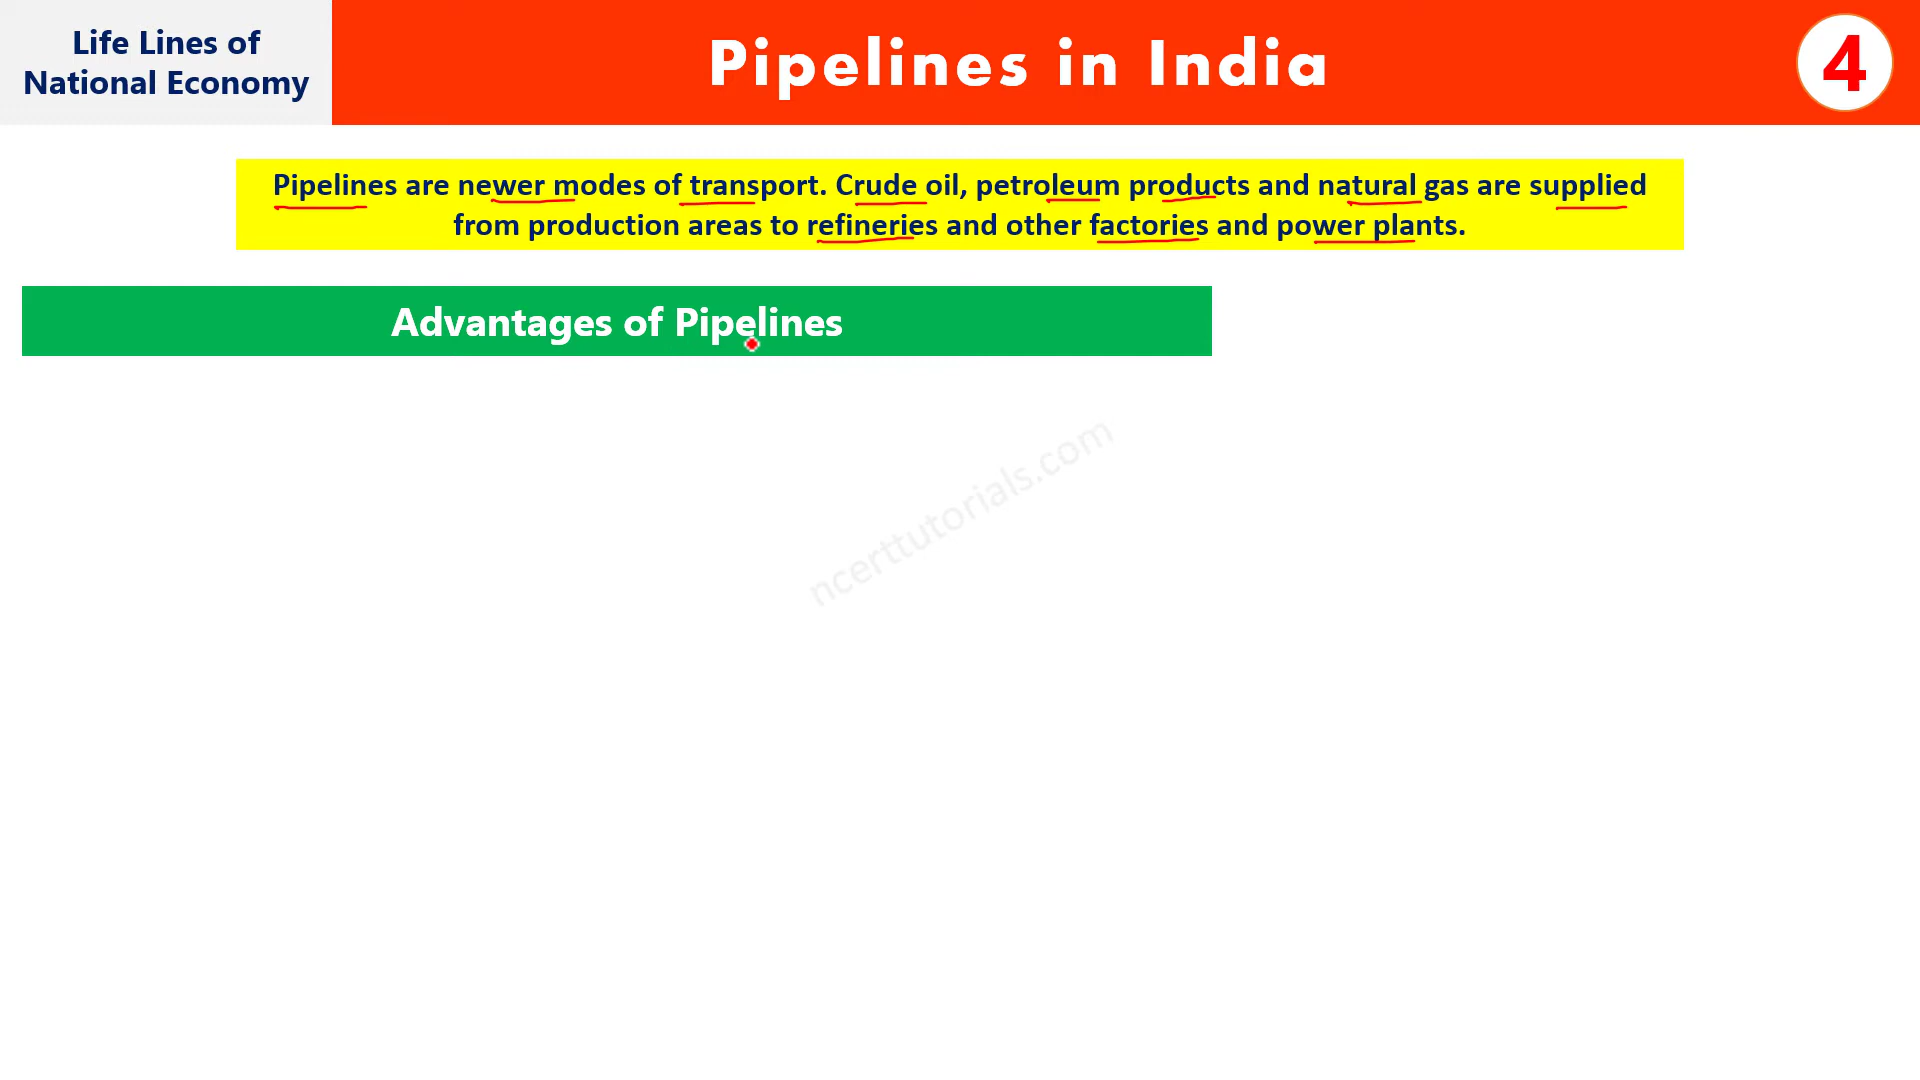 Life Lines of
National Economy
Pipelines in India
4
Pipelines are newer modes of transport. Crude oil, petroleum products and natural gas are supplied
from production areas to refineries and other factories and power plants.
Advantages of Pipelines
ncerttutorials.com